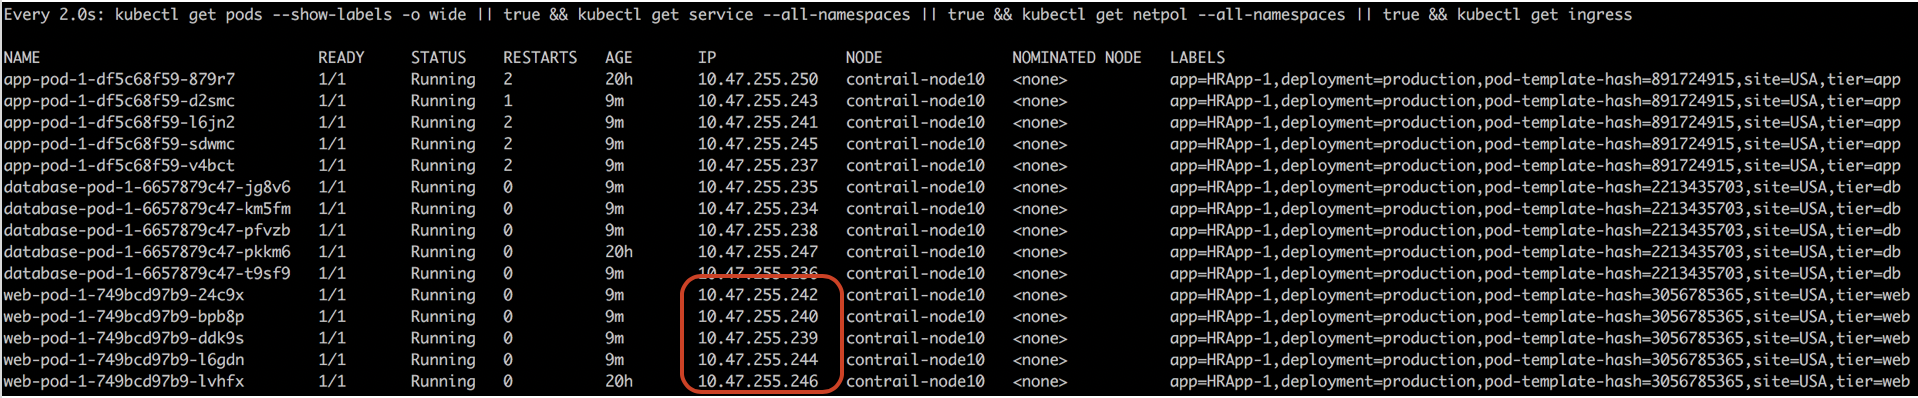 Every 2.0s: kubectl get pods --show-labels -o wide || true && kubectl get service --all-namespaces || true && kubectl get netpol --all-namespaces || true && kubectl get ingress
NAME READY STATUS RESTARTS AGE IP NODE NOMINATED NODE LABELS
app-pod-1-df5c68f59-879r7 1/1 Running 2 20h 10.47.255.250 contrail-node10 <none> app=HRApp-1,deployment=production,pod-template-hash=891724915,site=USA,tier=app
app-pod-1-df5c68f59-d2smc 1/1 Running 1 9m 10.47.255.243 contrail-node10 <none> app=HRApp-1,deployment=production,pod-template-hash=891724915,site=USA,tier=app
app-pod-1-df5c68f59-l6jn2 1/1 Running 2 9m 10.47.255.241 contrail-node10 <none> app=HRApp-1,deployment=production,pod-template-hash=891724915,site=USA,tier=app
app-pod-1-df5c68f59-sdwmc 1/1 Running 2 9m 10.47.255.245 contrail-node10 <none> app=HRApp-1,deployment=production,pod-template-hash=891724915,site=USA,tier=app
app-pod-1-df5c68f59-v4bct 1/1 Running 2 9m 10.47.255.237 contrail-node10 <none> app=HRApp-1,deployment=production,pod-template-hash=891724915,site=USA,tier=app
database-pod-1-6657879c47-jg8v6 1/1 Running 0 9m 10.47.255.235 contrail-node10 <none> app=HRApp-1,deployment=production,pod-template-hash=2213435703,site=USA,tier=db
database-pod-1-6657879c47-km5fm 1/1 Running 0 9m 10.47.255.234 contrail-node10 <none> app=HRApp-1,deployment=production,pod-template-hash=2213435703,site=USA,tier=db
database-pod-1-6657879c47-pfvzb 1/1 Running 0 9m 10.47.255.238 contrail-node10 <none> app=HRApp-1,deployment=production,pod-template-hash=2213435703,site=USA,tier=db
database-pod-1-6657879c47-pkkm6 1/1 Running 0 20h 10.47.255.247 contrail-node10 <none> app=HRApp-1,deployment=production,pod-template-hash=2213435703,site=USA,tier=db
database-pod-1-6657879c47-t9sf9 1/1 Running 0 9m 10.47.255.236 contrail-node10 <none> app=HRApp-1,deployment=production,pod-template-hash=2213435703,site=USA,tier=db
web-pod-1-749bcd97b9-24c9x 1/1 Running 0 9m 10.47.255.242 contrail-node10 <none> app=HRApp-1,deployment=production,pod-template-hash=3056785365,site=USA,tier=web
web-pod-1-749bcd97b9-bpb8p 1/1 Running 0 9m 10.47.255.240 contrail-node10 <none> app=HRApp-1,deployment=production,pod-template-hash=3056785365,site=USA,tier=web
web-pod-1-749bcd97b9-ddk9s 1/1 Running 0 9m 10.47.255.239 contrail-node10 <none> app=HRApp-1,deployment=production,pod-template-hash=3056785365,site=USA,tier=web
web-pod-1-749bcd97b9-l6gdn 1/1 Running 0 9m 10.47.255.244 contrail-node10 <none> app=HRApp-1,deployment=production,pod-template-hash=3056785365,site=USA,tier=web
web-pod-1-749bcd97b9-lvhfx 1/1 Running 0 20h 10.47.255.246 contrail-node10 <none> app=HRApp-1,deployment=production,pod-template-hash=3056785365,site=USA,tier=web